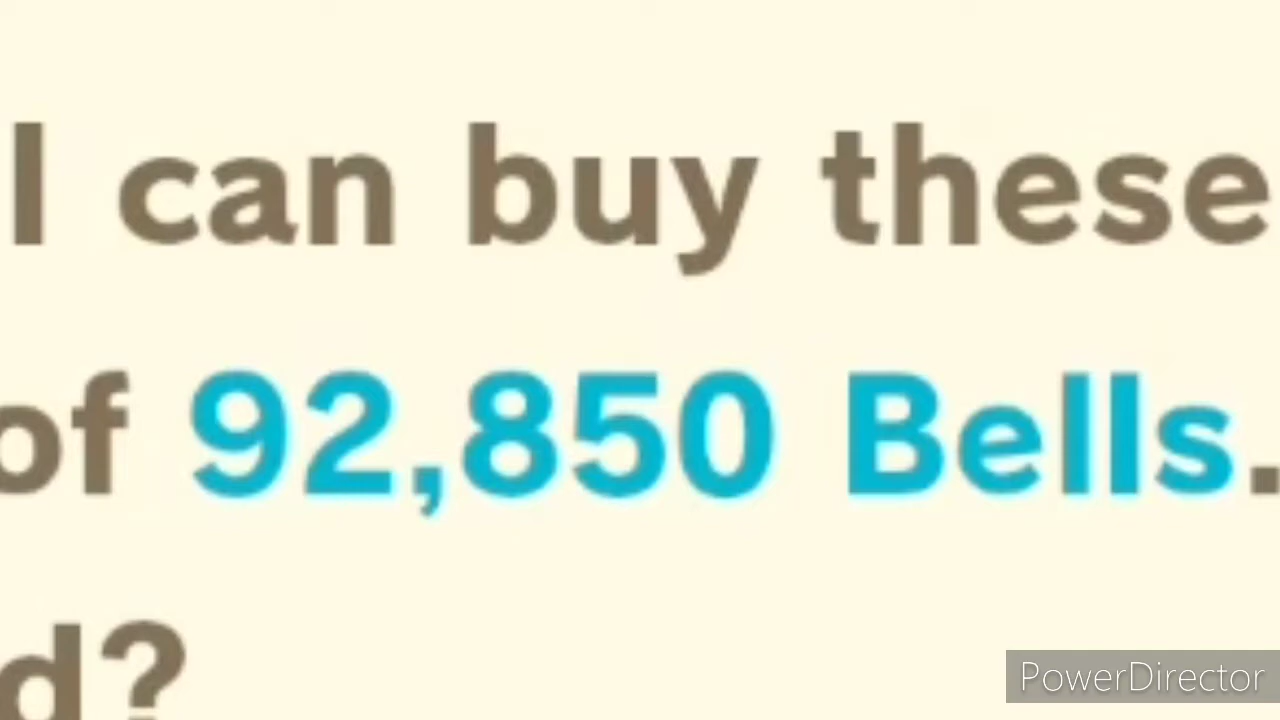 I can buy these
of 92,850 Bells.
d?
PowerDirector